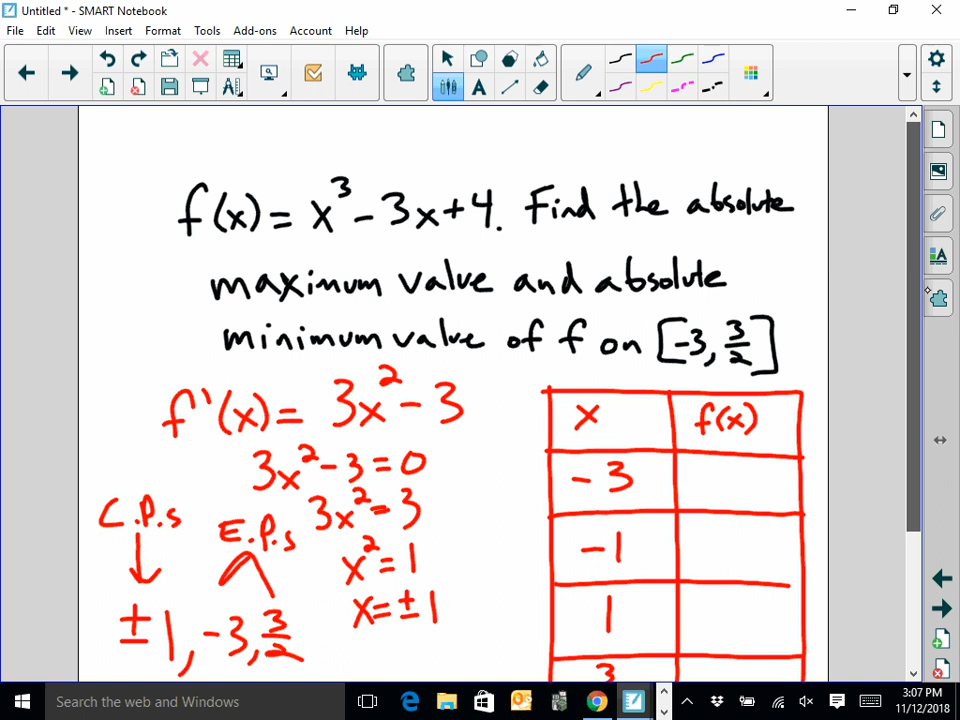 Untitled * - SMART Notebook
File Edit View Insert Format Tools Add-ons Account Help
f(x) = x³ - 3x + 4. Find the absolute
maximum value and absolute
minimum value of f on [-3, 3/2]
f'(x) = 3x² - 3
3x² - 3 = 0
3x² = 3
x² = 1
x = ± 1
C.P.s
E.P.s
± 1, -3, 3/2
x f(x)
-3
-1
1
3
Search the web and Windows
3:07 PM
11/12/2018